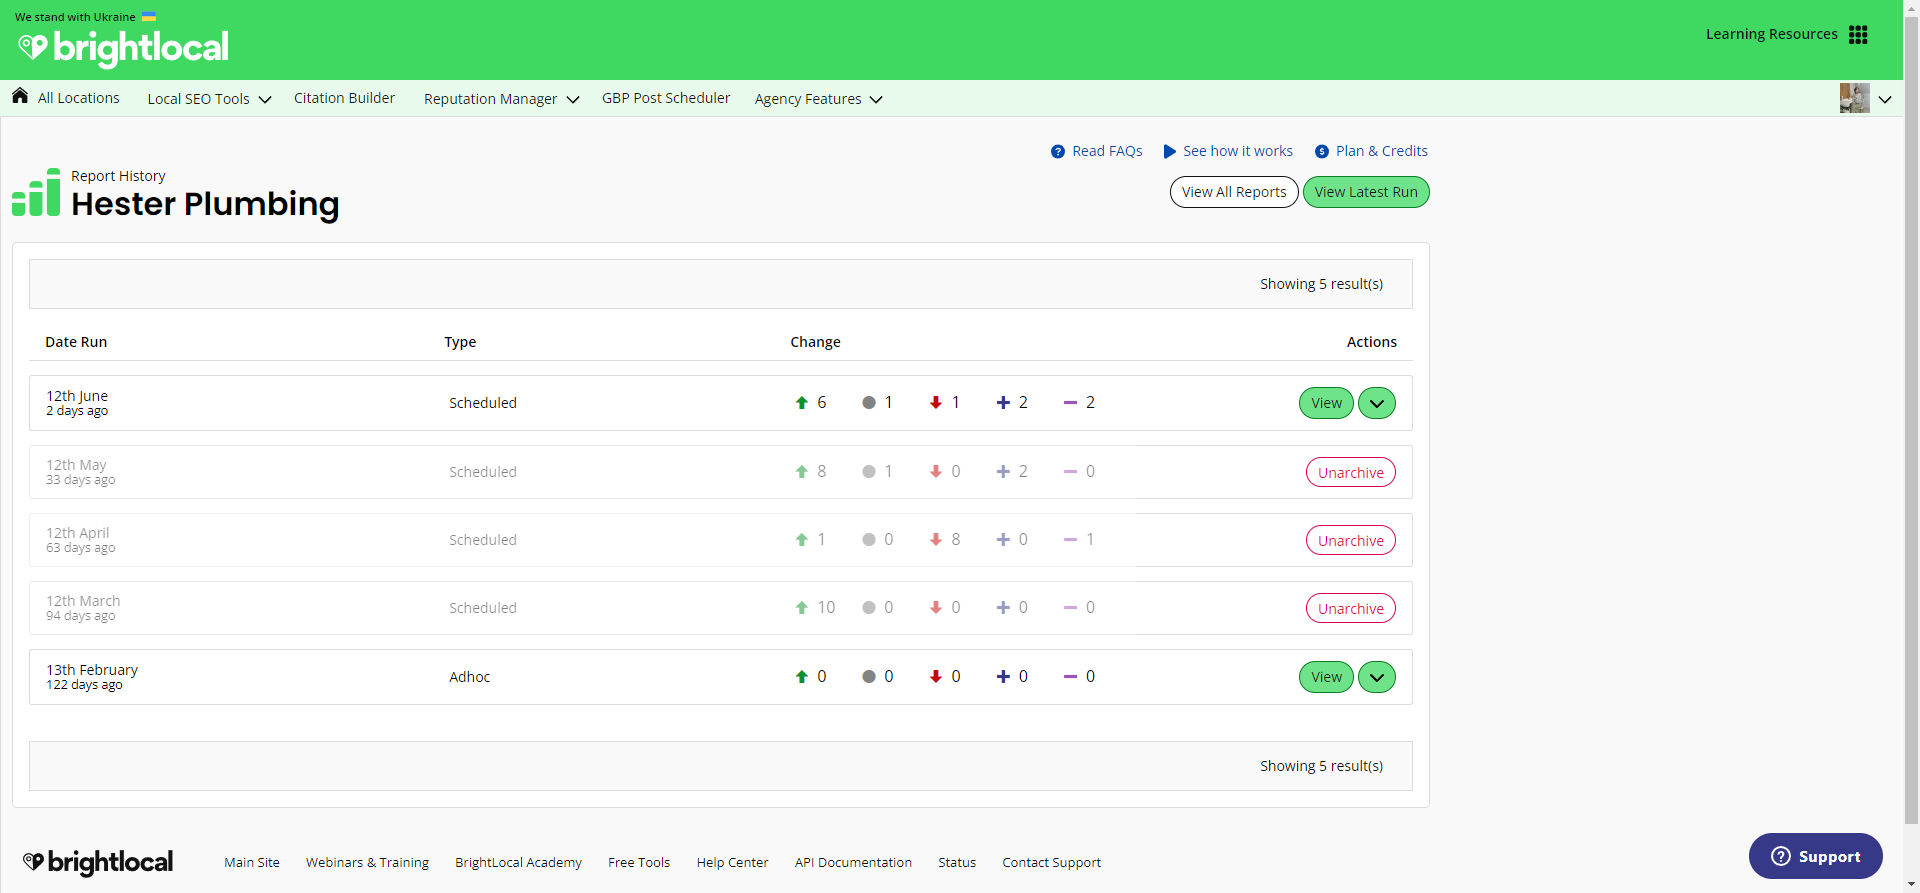 We stand with Ukraine
brightlocal
Learning Resources
All Locations Local SEO Tools Citation Builder Reputation Manager GBP Post Scheduler Agency Features
Read FAQs See how it works Plan & Credits
Report History
Hester Plumbing
View All Reports View Latest Run
Showing 5 result(s)
Date Run Type Change Actions
12th June
2 days ago
Scheduled 6 1 1 2 2 View
12th May
33 days ago
Scheduled 8 1 0 2 0 Unarchive
12th April
63 days ago
Scheduled 1 0 8 0 1 Unarchive
12th March
94 days ago
Scheduled 10 0 0 0 0 Unarchive
13th February
122 days ago
Adhoc 0 0 0 0 0 View
Showing 5 result(s)
brightlocal Main Site Webinars & Training BrightLocal Academy Free Tools Help Center API Documentation Status Contact Support
Support